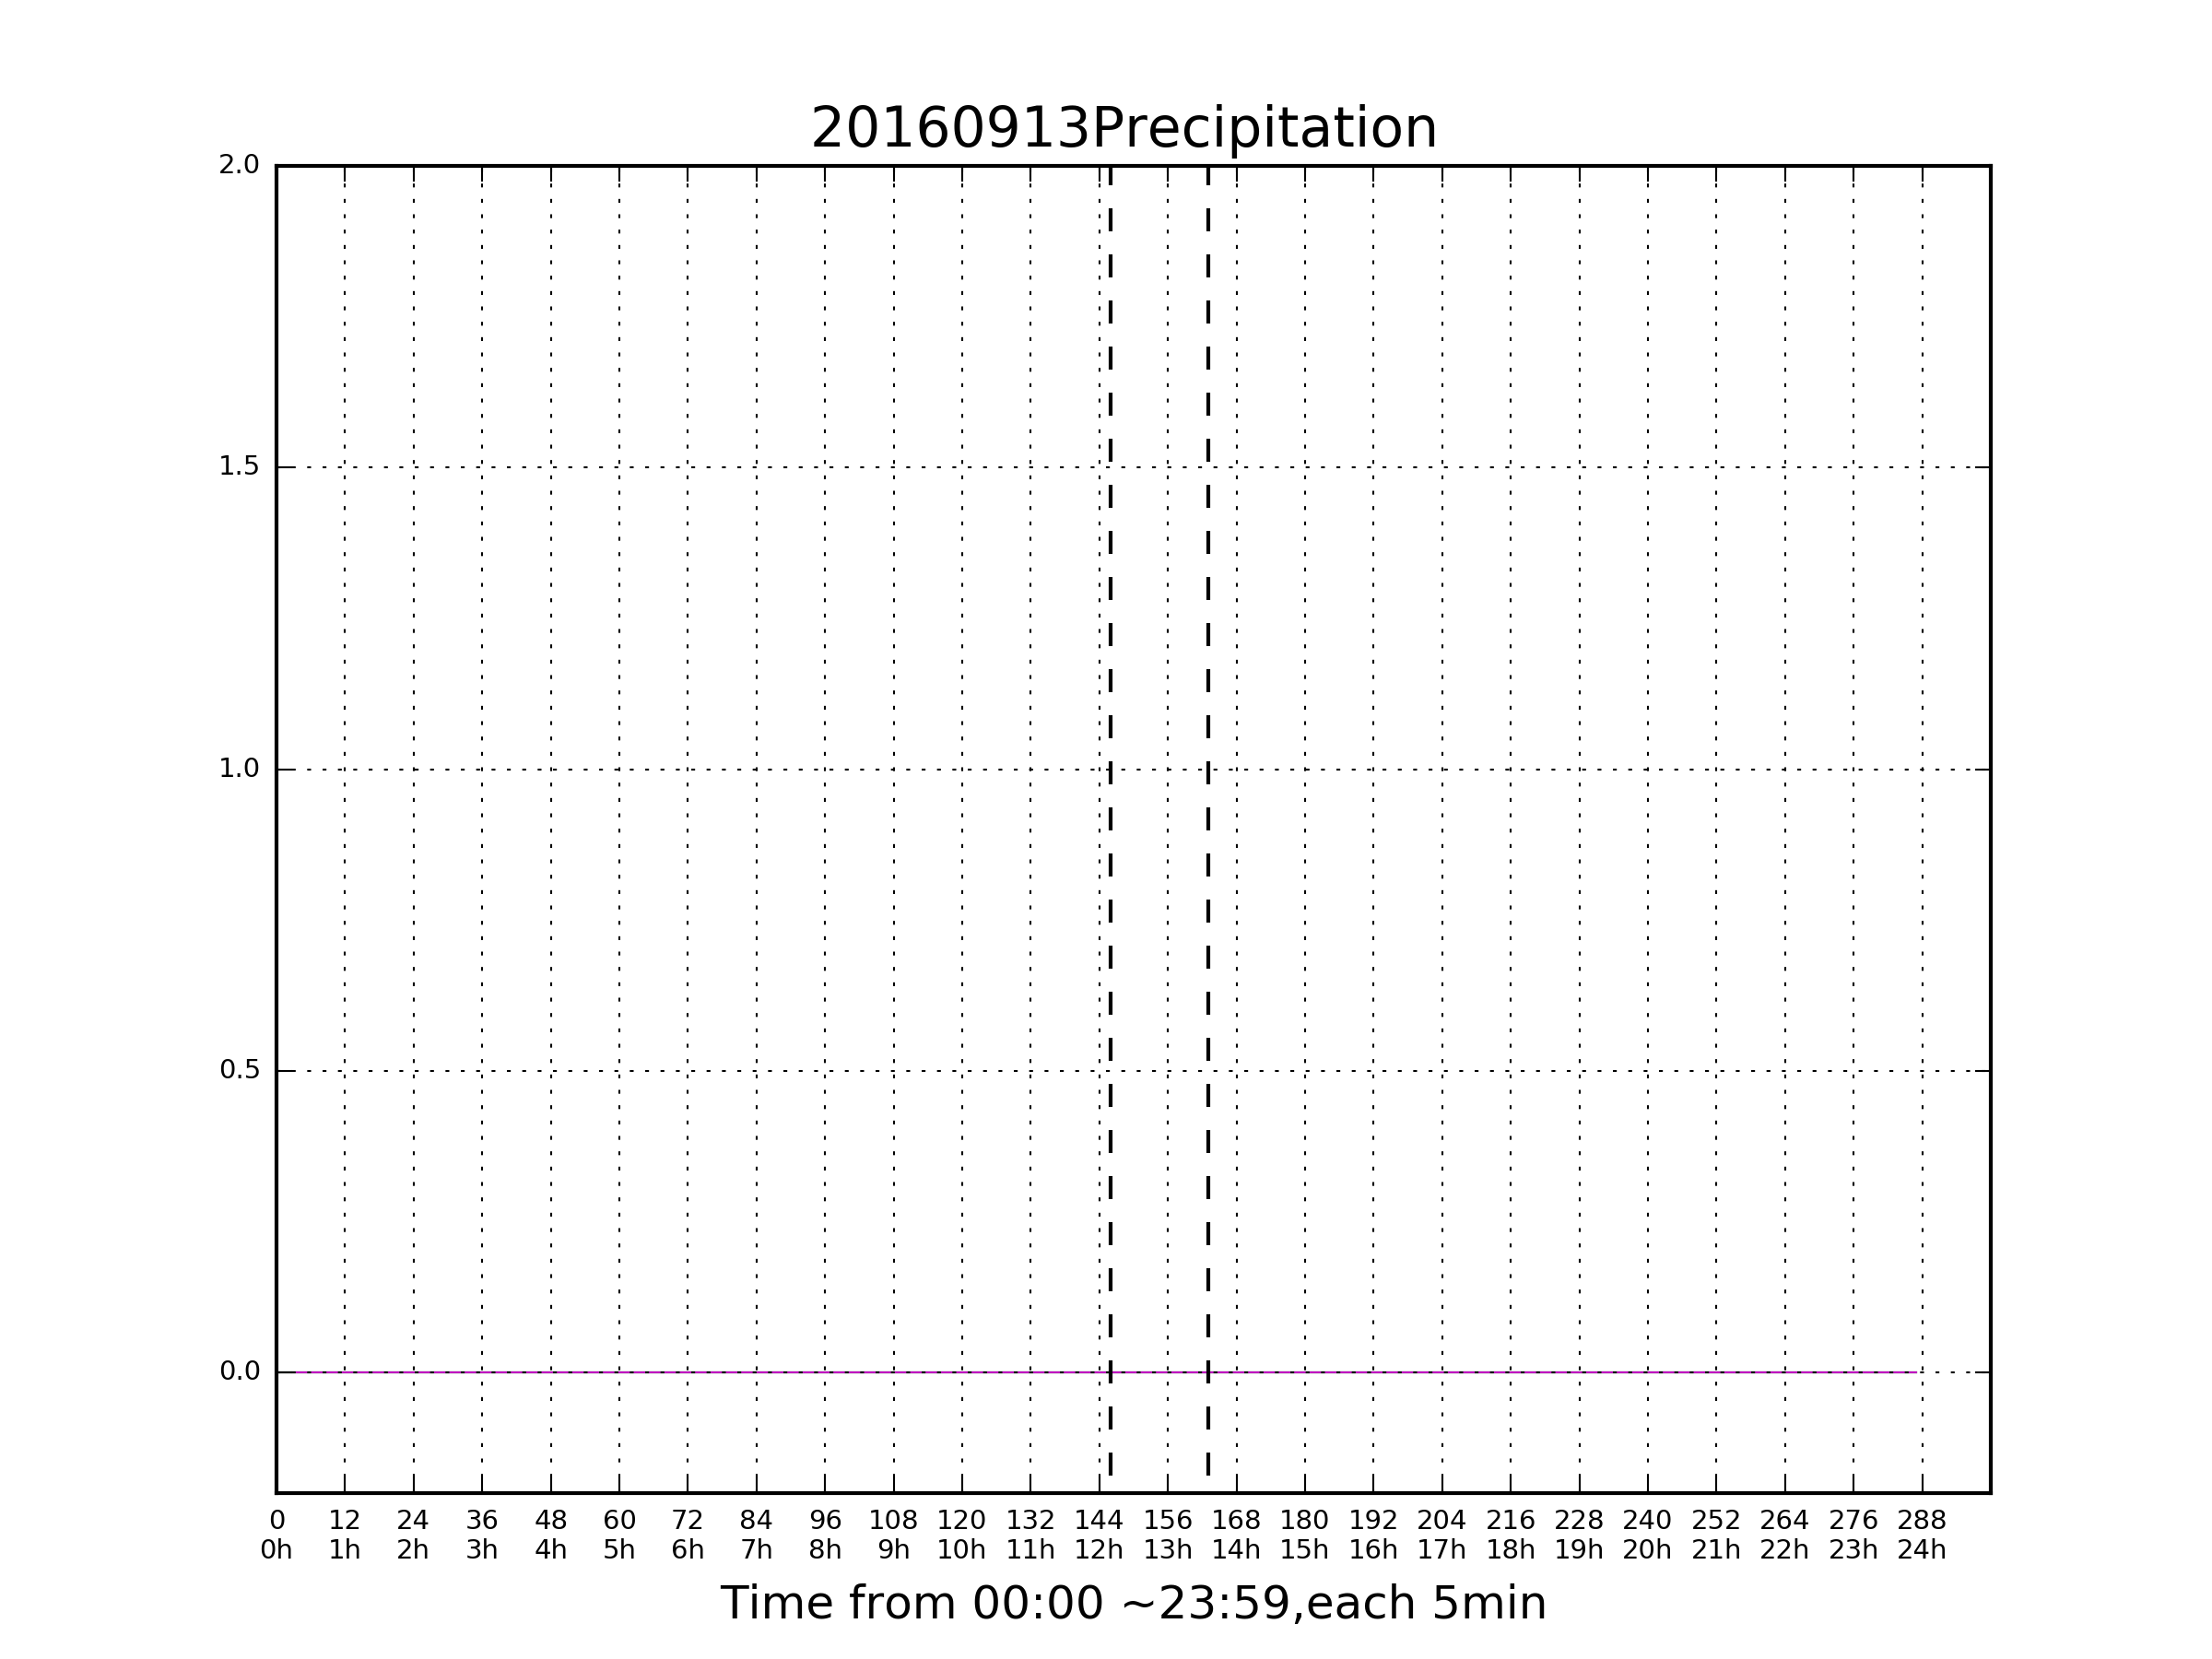 20160913Precipitation
2.0
1.5
1.0
0.5
0.0
0 12 24 36 48 60 72 84 96 108 120 132 144 156 168 180 192 204 216 228 240 252 264 276 288
0h 1h 2h 3h 4h 5h 6h 7h 8h 9h 10h 11h 12h 13h 14h 15h 16h 17h 18h 19h 20h 21h 22h 23h 24h
Time from 00:00 ~23:59,each 5min